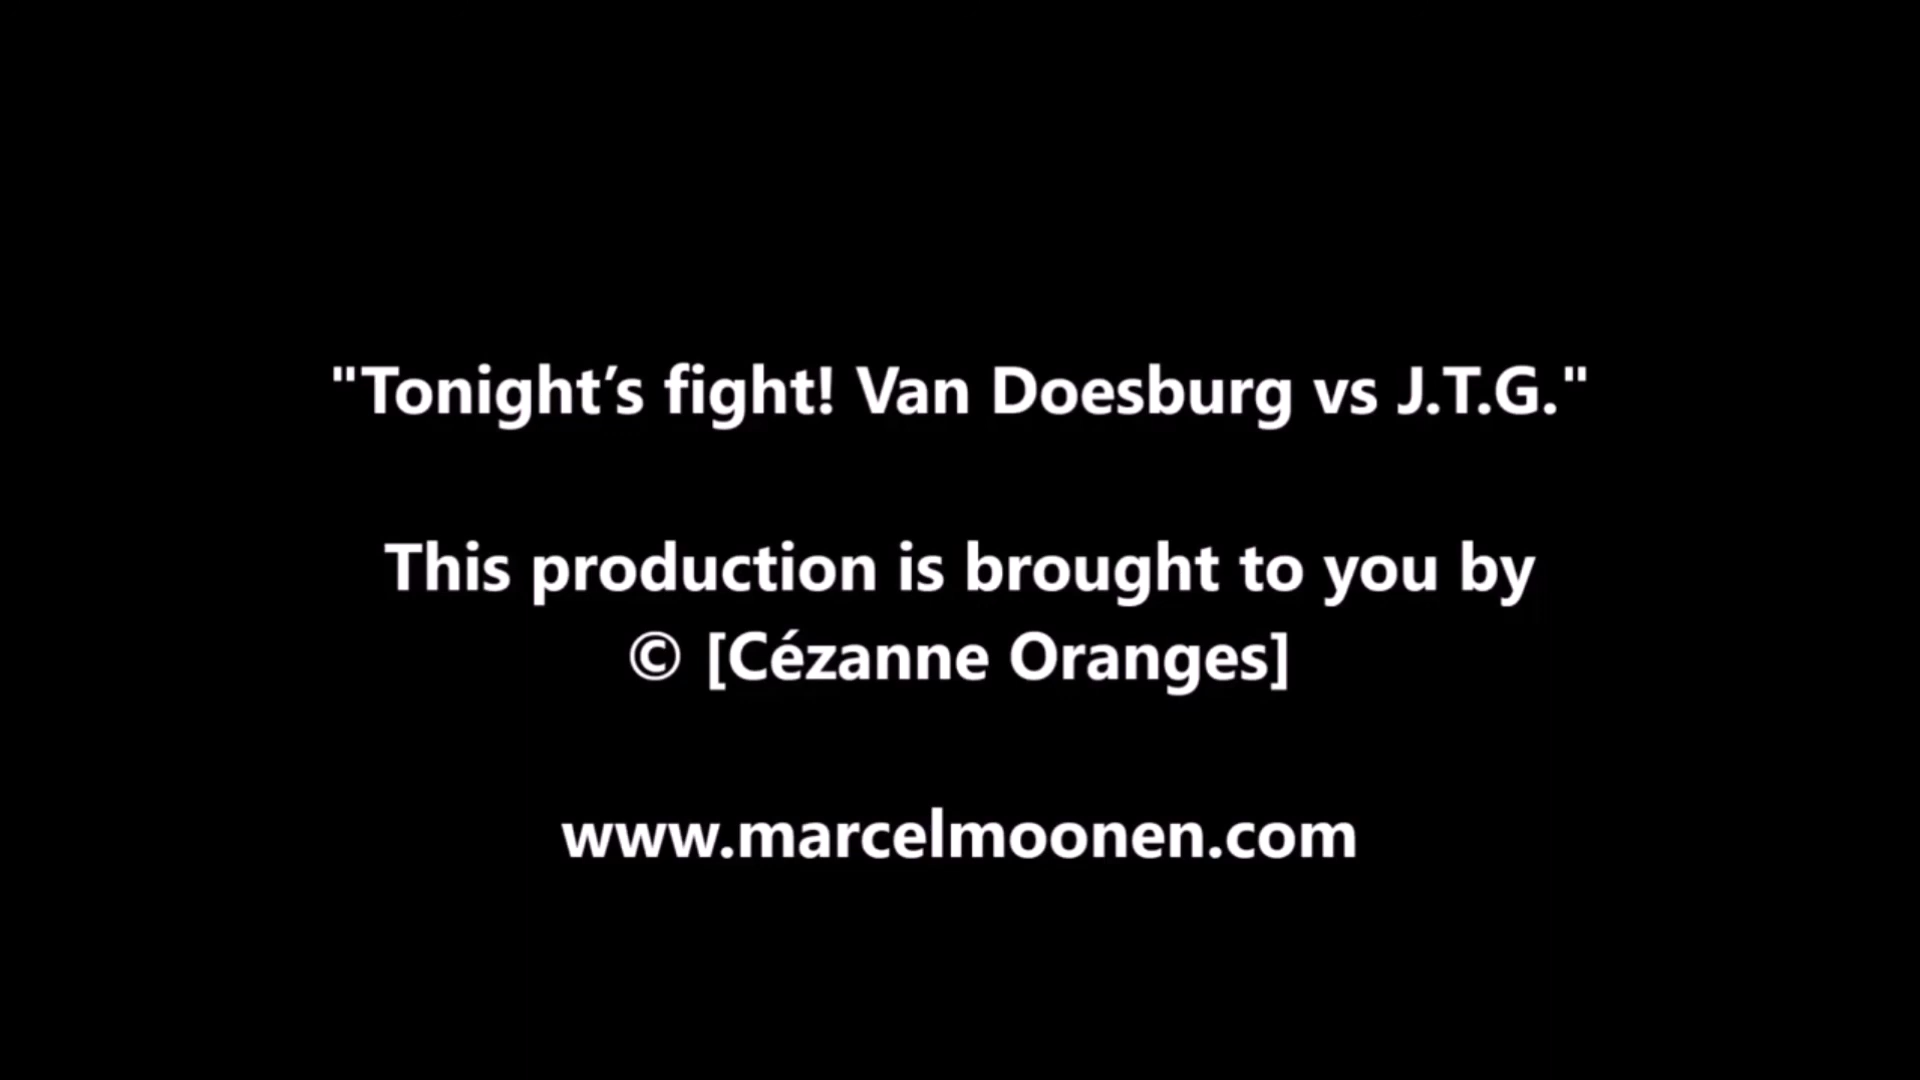 "Tonight’s fight! Van Doesburg vs J.T.G."
This production is brought to you by
© [Cézanne Oranges]
www.marcelmoonen.com